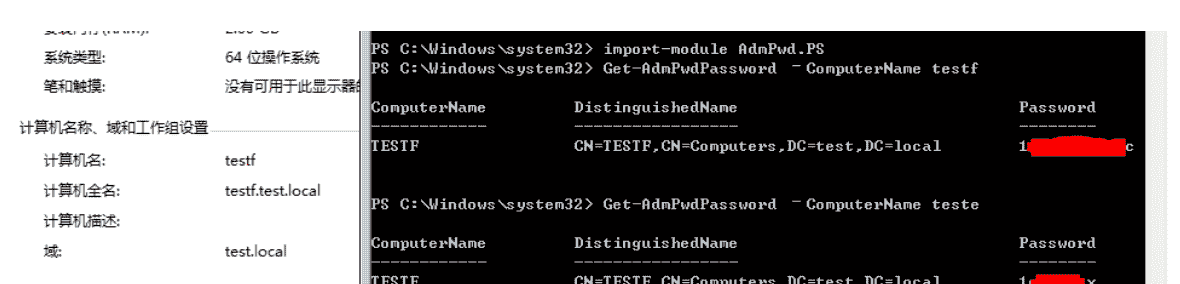 系统类型: 64 位操作系统
笔和触摸: 没有可用于此显示器
计算机名称、域和工作组设置
计算机名: testf
计算机全名: testf.test.local
计算机描述:
域: test.local
PS C:\Windows\system32> import-module AdmPwd.PS
PS C:\Windows\system32> Get-AdmPwdPassword –ComputerName testf
ComputerName DistinguishedName Password
------------ ----------------- --------
TESTF CN=TESTF,CN=Computers,DC=test,DC=local 1 c
PS C:\Windows\system32> Get-AdmPwdPassword –ComputerName teste
ComputerName DistinguishedName Password
------------ ----------------- --------